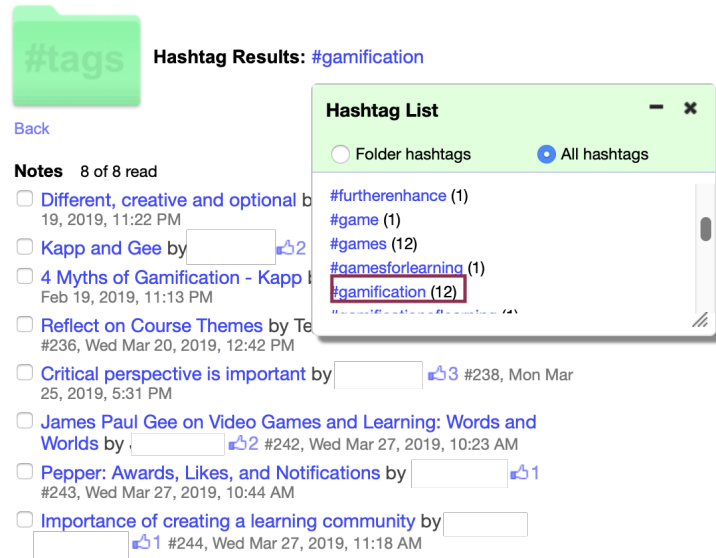 #tags
Hashtag Results: #gamification
Back
Notes 8 of 8 read
Different, creative and optional
19, 2019, 11:22 PM
Kapp and Gee by 2
4 Myths of Gamification - Kapp
Feb 19, 2019, 11:13 PM
Reflect on Course Themes by Te
#236, Wed Mar 20, 2019, 12:42 PM
Critical perspective is important by 3 #238, Mon Mar
25, 2019, 5:31 PM
James Paul Gee on Video Games and Learning: Words and
Worlds by 2 #242, Wed Mar 27, 2019, 10:23 AM
Pepper: Awards, Likes, and Notifications by 1
#243, Wed Mar 27, 2019, 10:44 AM
Importance of creating a learning community by
1 #244, Wed Mar 27, 2019, 11:18 AM
Hashtag List
Folder hashtags All hashtags
#furtherenhance (1)
#game (1)
#games (12)
#gamesforlearning (1)
#gamification (12)
#gamificationoflearning (1)